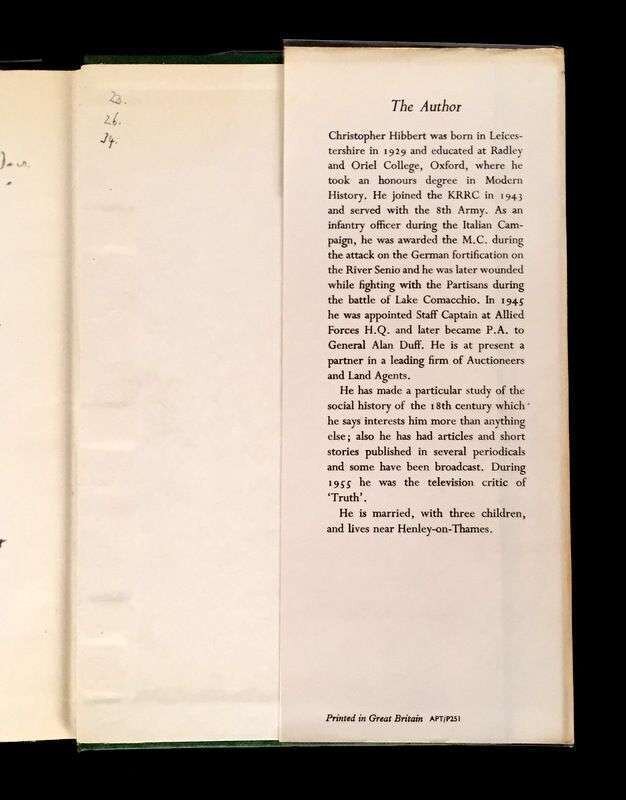 23.
26.
34.
The Author
Christopher Hibbert was born in Leices-
tershire in 1929 and educated at Radley
and Oriel College, Oxford, where he
took an honours degree in Modern
History. He joined the KRRC in 1943
and served with the 8th Army. As an
infantry officer during the Italian Cam-
paign, he was awarded the M.C. during
the attack on the German fortification on
the River Senio and he was later wounded
while fighting with the Partisans during
the battle of Lake Comacchio. In 1945
he was appointed Staff Captain at Allied
Forces H.Q. and later became P.A. to
General Alan Duff. He is at present a
partner in a leading firm of Auctioneers
and Land Agents.
He has made a particular study of the
social history of the 18th century which
he says interests him more than anything
else; also he has had articles and short
stories published in several periodicals
and some have been broadcast. During
1955 he was the television critic of
‘Truth’.
He is married, with three children,
and lives near Henley-on-Thames.
Printed in Great Britain APT/P251